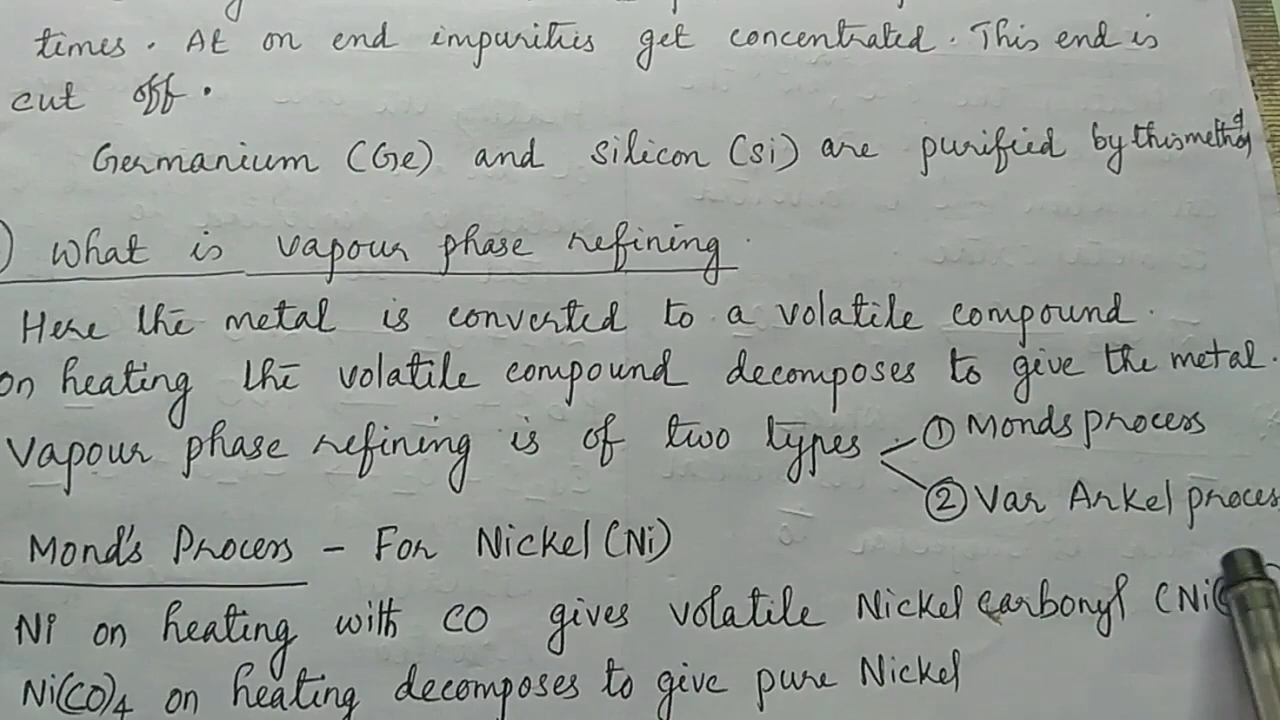 times. At on end impurities get concentrated. This end is
cut off.
Germanium (Ge) and silicon (Si) are purified by this method
) What is vapour phase refining.
Here the metal is converted to a volatile compound.
on heating the volatile compound decomposes to give the metal.
Vapour phase refining is of two types
① Monds process
② Var Arkel proces
Mond's Process - For Nickel (Ni)
Ni on heating with CO gives volatile Nickel carbonyl (Ni(
Ni(CO)4 on heating decomposes to give pure Nickel